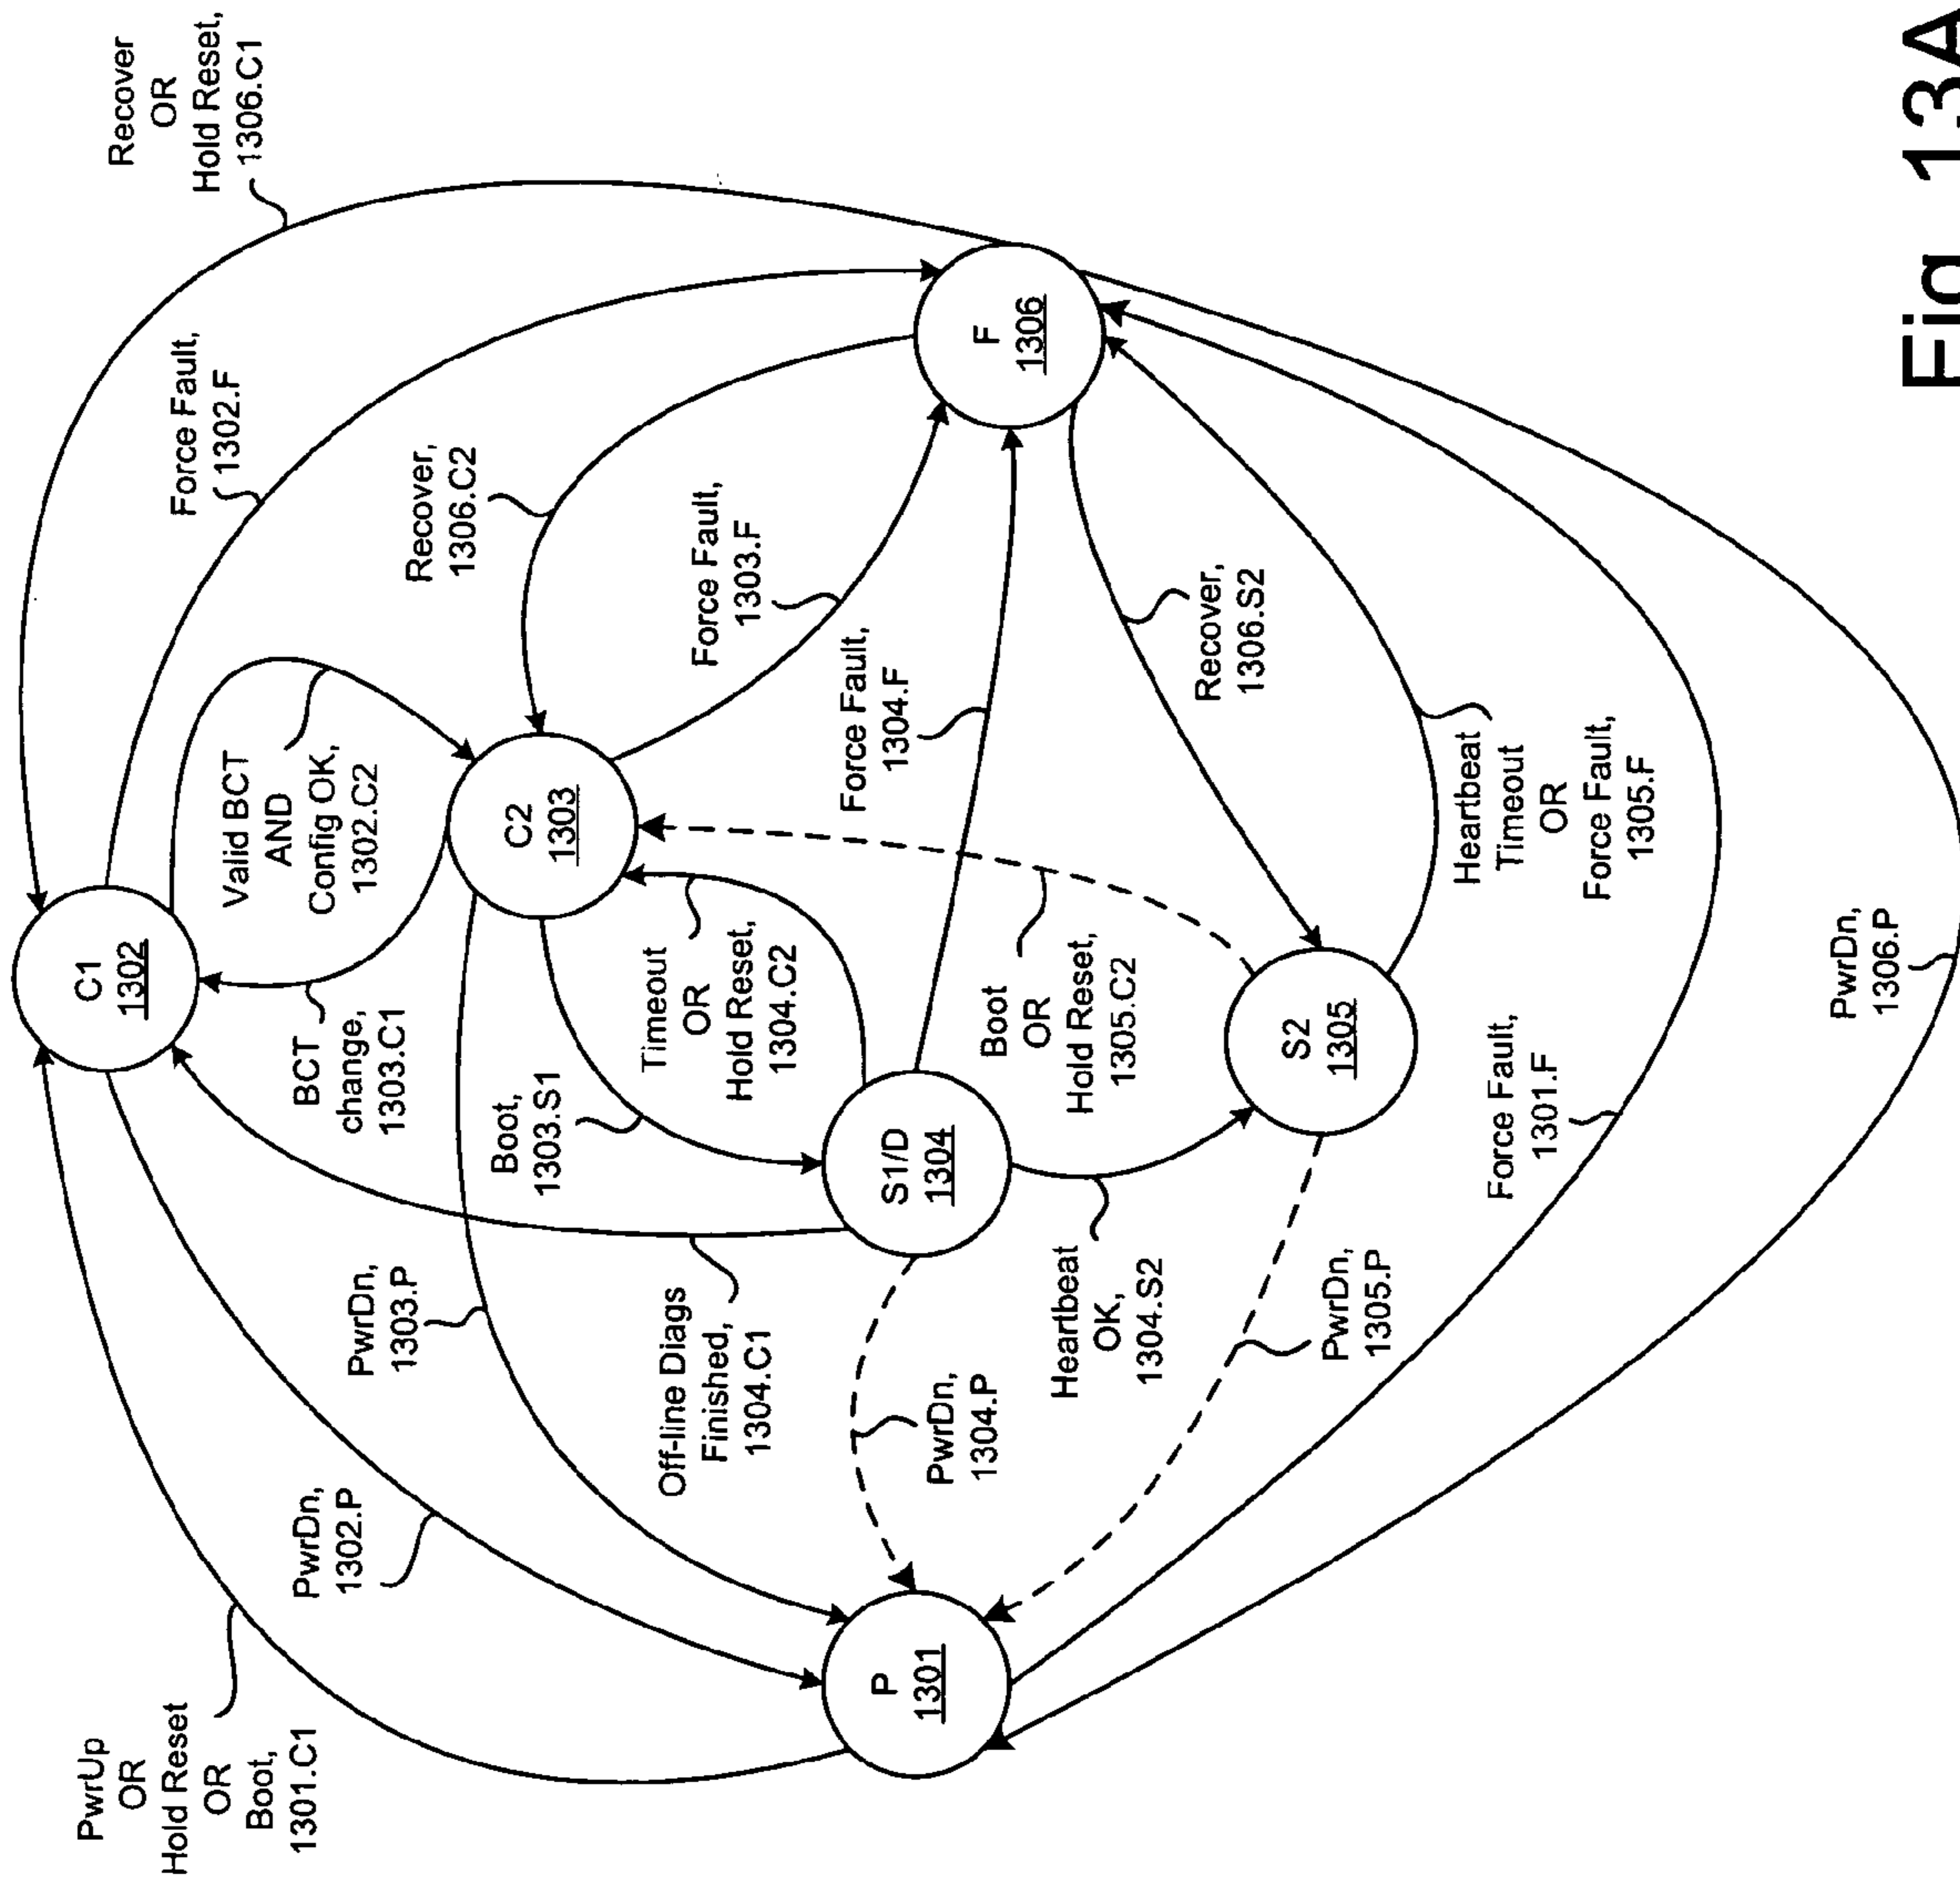 PwrUp
OR
Hold Reset
OR
Boot,
1301.C1
PwrDn,
1302.P
PwrDn,
1303.P
C1
1302
BCT
change,
1303.C1
Valid BCT
AND
Config OK,
1302.C2
Force Fault,
1302.F
Recover
OR
Hold Reset,
1306.C1
Recover,
1306.C2
Boot,
1303.S1
C2
1303
Force Fault,
1303.F
Off-line Diags
Finished,
1304.C1
Timeout
OR
Hold Reset,
1304.C2
Force Fault,
1304.F
P
1301
PwrDn,
1304.P
S1/D
1304
Boot
OR
Hold Reset,
1305.C2
F
1306
Heartbeat
OK,
1304.S2
Recover,
1306.S2
S2
1305
PwrDn,
1305.P
Heartbeat
Timeout
OR
Force Fault,
1305.F
Force Fault,
1301.F
PwrDn,
1306.P
Fig. 13A